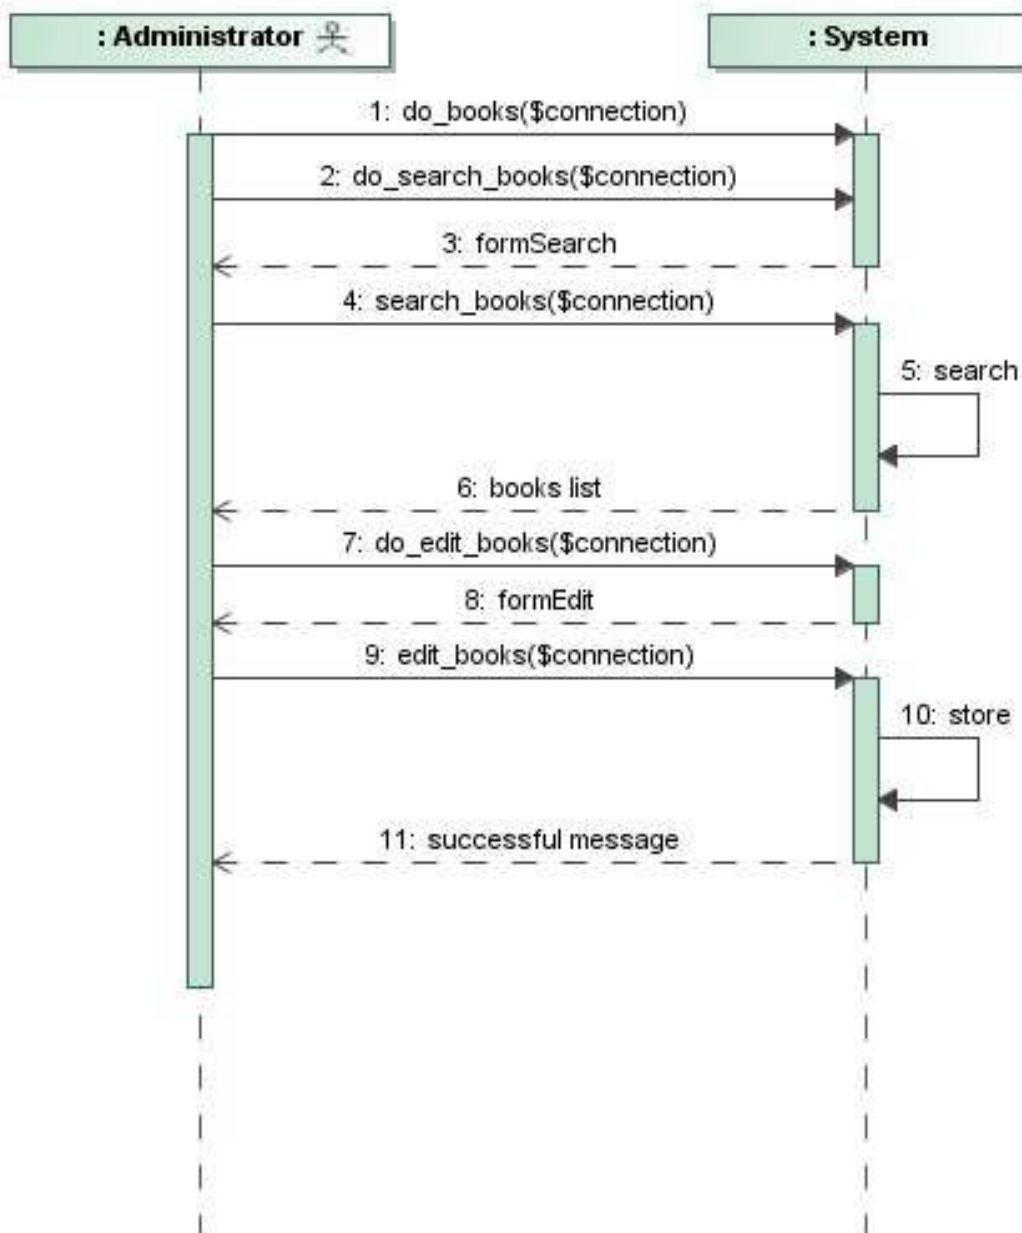 : Administrator
: System
1: do_books($connection)
2: do_search_books($connection)
3: formSearch
4: search_books($connection)
5: search
6: books list
7: do_edit_books($connection)
8: formEdit
9: edit_books($connection)
10: store
11: successful message